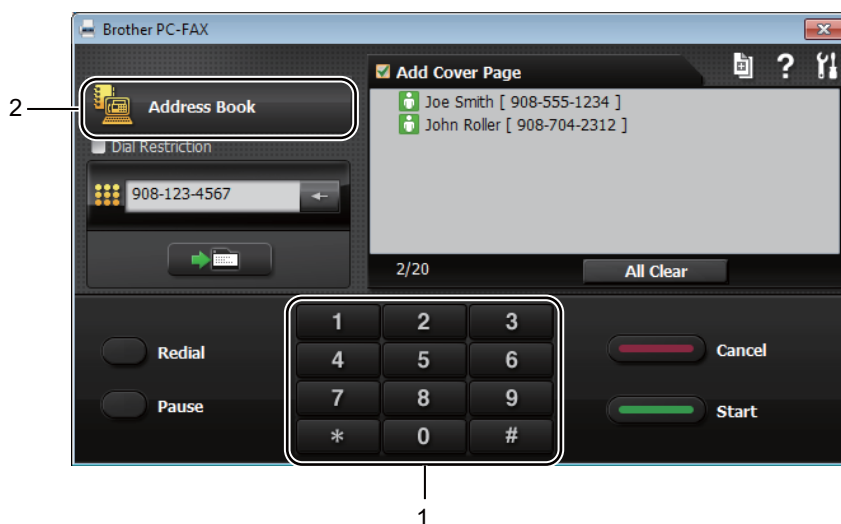 Brother PC-FAX
2
Address Book
Dial Restriction
908-123-4567
Add Cover Page
?
Joe Smith [ 908-555-1234 ]
John Roller [ 908-704-2312 ]
2/20
All Clear
Redial
Pause
1 2 3
4 5 6
7 8 9
* 0 #
Cancel
Start
1